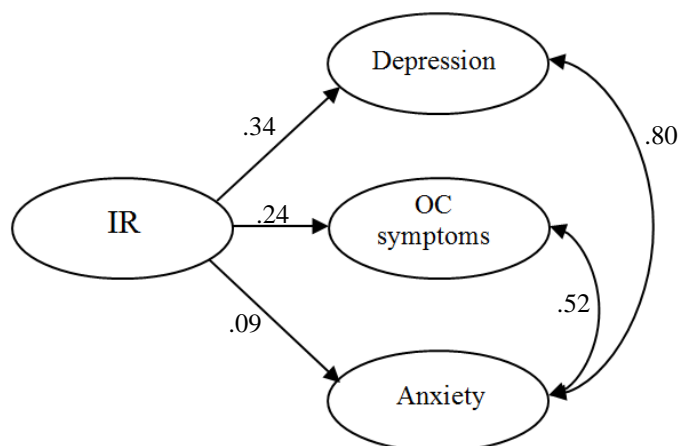 Depression
.34
.80
IR
.24
OC
symptoms
.52
.09
Anxiety